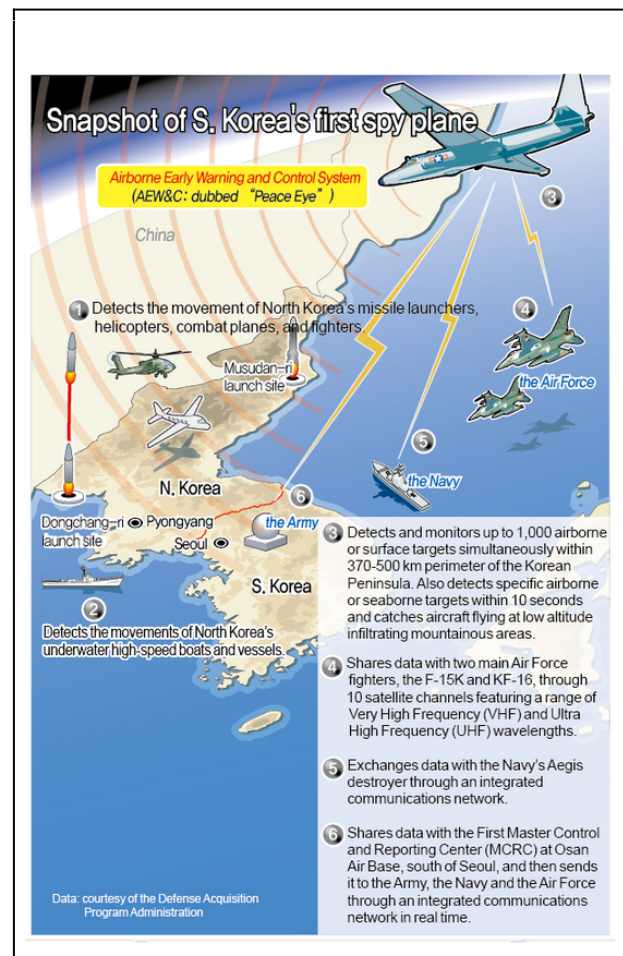 Snapshot of S. Korea's first spy plane
Airborne Early Warning and Control System
(AEW&C: dubbed "Peace Eye")
China
3
1 Detects the movement of North Korea's missile launchers,
helicopters, combat planes, and fighters.
4
Musudan-ri
launch site
the Air Force
5
the Navy
N. Korea
6
Dongchang-ri
launch site
Pyongyang
the Army
Seoul
S. Korea
2
Detects the movements of North Korea's
underwater high-speed boats and vessels.
3 Detects and monitors up to 1,000 airborne
or surface targets simultaneously within
370-500 km perimeter of the Korean
Peninsula. Also detects specific airborne
or seaborne targets within 10 seconds
and catches aircraft flying at low altitude
infiltrating mountainous areas.
4 Shares data with two main Air Force
fighters, the F-15K and KF-16, through
10 satellite channels featuring a range of
Very High Frequency (VHF) and Ultra
High Frequency (UHF) wavelengths.
5 Exchanges data with the Navy's Aegis
destroyer through an integrated
communications network.
6 Shares data with the First Master Control
and Reporting Center (MCRC) at Osan
Air Base, south of Seoul, and then sends
it to the Army, the Navy and the Air Force
through an integrated communications
network in real time.
Data: courtesy of the Defense Acquisition
Program Administration